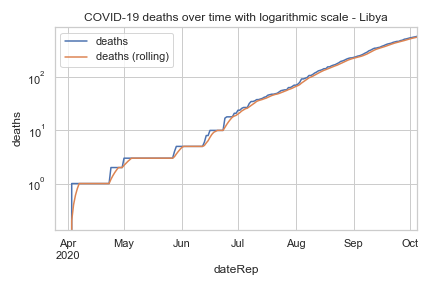 COVID-19 deaths over time with logarithmic scale - Libya
deaths
deaths (rolling)
10²
10¹
10⁰
deaths
Apr May Jun Jul Aug Sep Oct
2020
dateRep